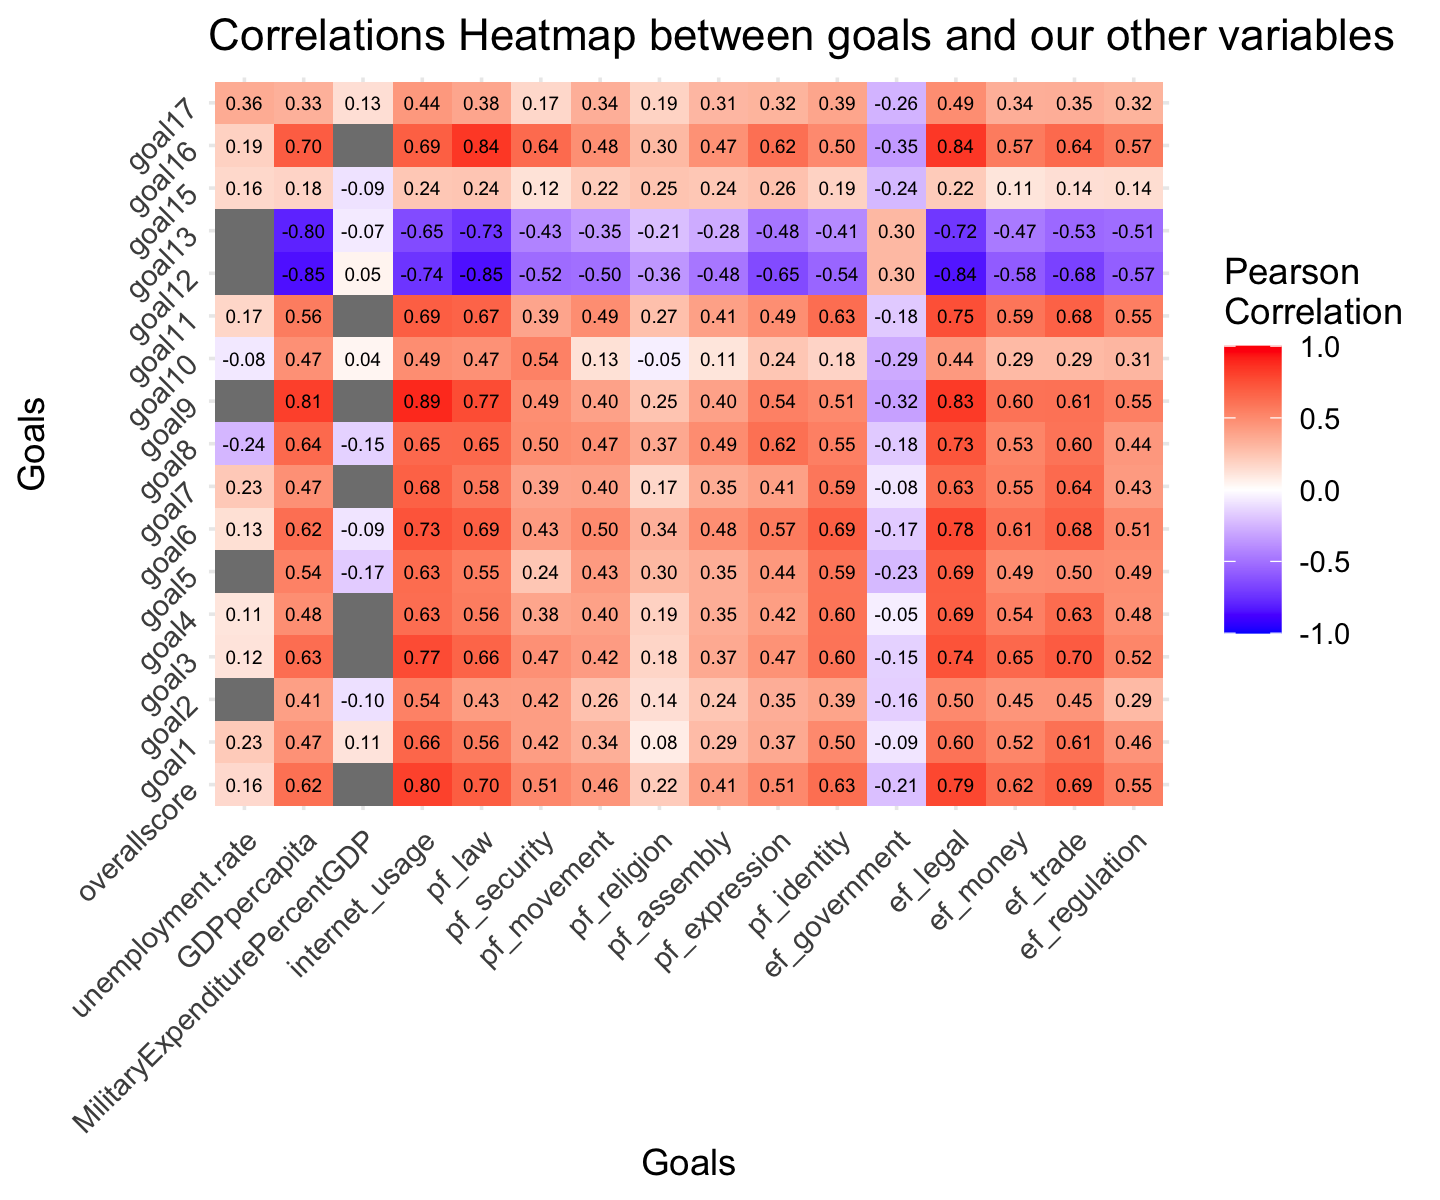 Correlations Heatmap between goals and our other variables
goal17 0.36 0.33 0.13 0.44 0.38 0.17 0.34 0.19 0.31 0.32 0.39 -0.26 0.49 0.34 0.35 0.32
goal16 0.19 0.70 0.69 0.84 0.64 0.48 0.30 0.47 0.62 0.50 -0.35 0.84 0.57 0.64 0.57
goal15 0.16 0.18 -0.09 0.24 0.24 0.12 0.22 0.25 0.24 0.26 0.19 -0.24 0.22 0.11 0.14 0.14
goal13 -0.80 -0.07 -0.65 -0.73 -0.43 -0.35 -0.21 -0.28 -0.48 -0.41 0.30 -0.72 -0.47 -0.53 -0.51
goal12 -0.85 0.05 -0.74 -0.85 -0.52 -0.50 -0.36 -0.48 -0.65 -0.54 0.30 -0.84 -0.58 -0.68 -0.57
goal11 0.17 0.56 0.69 0.67 0.39 0.49 0.27 0.41 0.49 0.63 -0.18 0.75 0.59 0.68 0.55
goal10 -0.08 0.47 0.04 0.49 0.47 0.54 0.13 -0.05 0.11 0.24 0.18 -0.29 0.44 0.29 0.29 0.31
goal9 0.81 0.89 0.77 0.49 0.40 0.25 0.40 0.54 0.51 -0.32 0.83 0.60 0.61 0.55
goal8 -0.24 0.64 -0.15 0.65 0.65 0.50 0.47 0.37 0.49 0.62 0.55 -0.18 0.73 0.53 0.60 0.44
goal7 0.23 0.47 0.68 0.58 0.39 0.40 0.17 0.35 0.41 0.59 -0.08 0.63 0.55 0.64 0.43
goal6 0.13 0.62 -0.09 0.73 0.69 0.43 0.50 0.34 0.48 0.57 0.69 -0.17 0.78 0.61 0.68 0.51
goal5 0.54 -0.17 0.63 0.55 0.24 0.43 0.30 0.35 0.44 0.59 -0.23 0.69 0.49 0.50 0.49
goal4 0.11 0.48 0.63 0.56 0.38 0.40 0.19 0.35 0.42 0.60 -0.05 0.69 0.54 0.63 0.48
goal3 0.12 0.63 0.77 0.66 0.47 0.42 0.18 0.37 0.47 0.60 -0.15 0.74 0.65 0.70 0.52
goal2 0.41 -0.10 0.54 0.43 0.42 0.26 0.14 0.24 0.35 0.39 -0.16 0.50 0.45 0.45 0.29
goal1 0.23 0.47 0.11 0.66 0.56 0.42 0.34 0.08 0.29 0.37 0.50 -0.09 0.60 0.52 0.61 0.46
overallscore 0.16 0.62 0.80 0.70 0.51 0.46 0.22 0.41 0.51 0.63 -0.21 0.79 0.62 0.69 0.55
unemployment.rate
GDPpercapita
MilitaryExpenditurePercentGDP
internet_usage
pf_law
pf_security
pf_movement
pf_religion
pf_assembly
pf_expression
pf_identity
ef_government
ef_legal
ef_money
ef_trade
ef_regulation
Goals
Goals
Pearson
Correlation
1.0
0.5
0.0
-0.5
-1.0